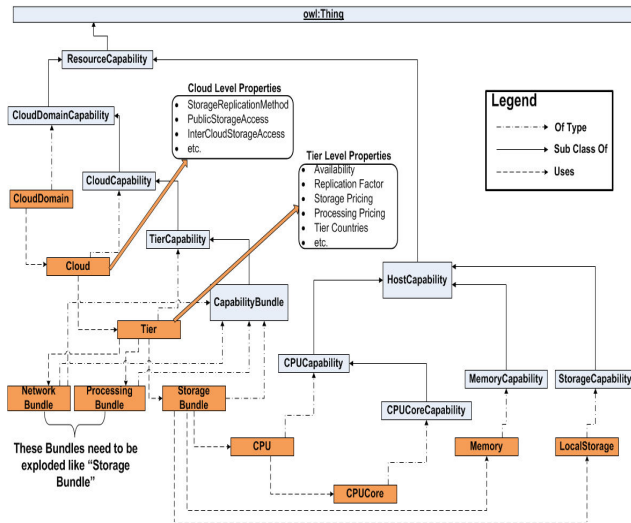 owl:Thing
ResourceCapability
Cloud Level Properties
• StorageReplicationMethod
• PublicStorageAccess
• InterCloudStorageAccess
• etc.
Legend
Of Type
Sub Class Of
Uses
CloudDomainCapability
Tier Level Properties
• Availability
• Replication Factor
• Storage Pricing
• Processing Pricing
• Tier Countries
• etc.
CloudCapability
CloudDomain
TierCapability
Cloud
HostCapability
CapabilityBundle
Tier
CPUCapability
MemoryCapability
StorageCapability
Network
Bundle
Processing
Bundle
Storage
Bundle
CPUCoreCapability
These Bundles need to be
exploded like “Storage
Bundle”
CPU
Memory
LocalStorage
CPUCore